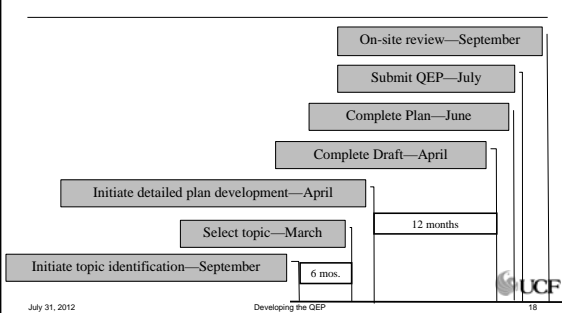 On-site review—September
Submit QEP—July
Complete Plan—June
Complete Draft—April
Initiate detailed plan development—April
12 months
Select topic—March
Initiate topic identification—September
6 mos.
UCF
July 31, 2012
Developing the QEP
18